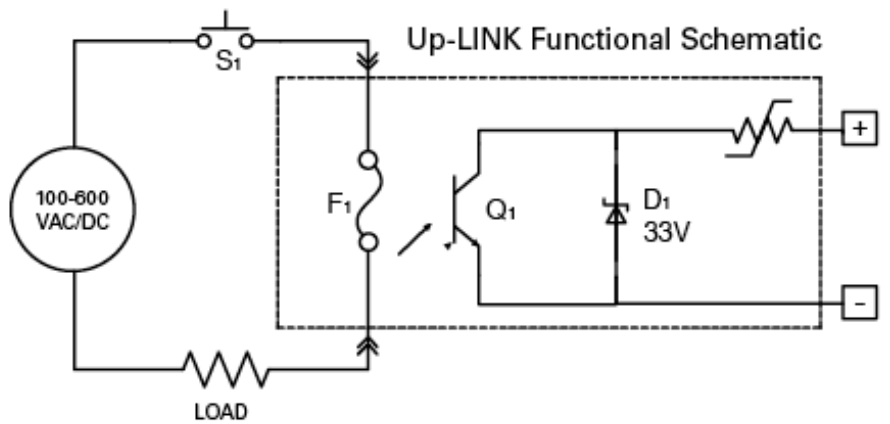 Up-LINK Functional Schematic
S1
100-600
VAC/DC
F1
Q1
D1
33V
+
-
LOAD